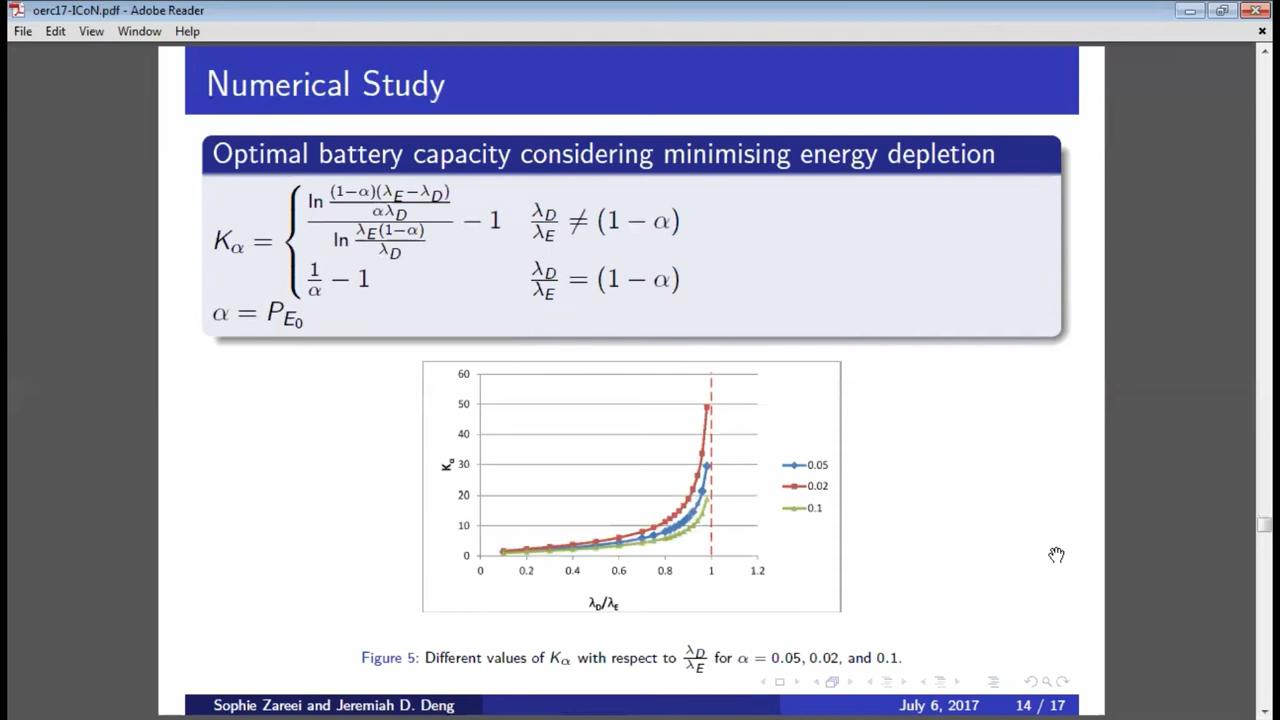 oerc17-ICoN.pdf - Adobe Reader
File Edit View Window Help
Numerical Study
Optimal battery capacity considering minimising energy depletion
K_α = { ln (1−α)(λ_E−λ_D) / αλ_D / ln λ_E(1−α) / λ_D − 1   λ_D/λ_E ≠ (1 − α)
1/α − 1   λ_D/λ_E = (1 − α)
α = P_{E_0}
60
50
40
30
20
10
0
K_α
0 0.2 0.4 0.6 0.8 1 1.2
λ_D/λ_E
0.05
0.02
0.1
Figure 5: Different values of K_α with respect to λ_D/λ_E for α = 0.05, 0.02, and 0.1.
Sophie Zareei and Jeremiah D. Deng July 6, 2017 14 / 17